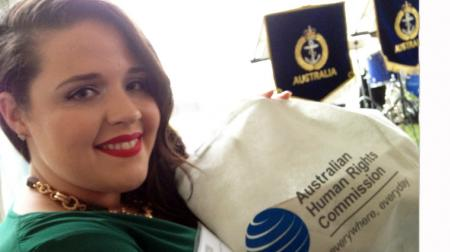 AUSTRALIA
AUSTRALIA
Australian
Human Rights
Commission
everywhere, everyday